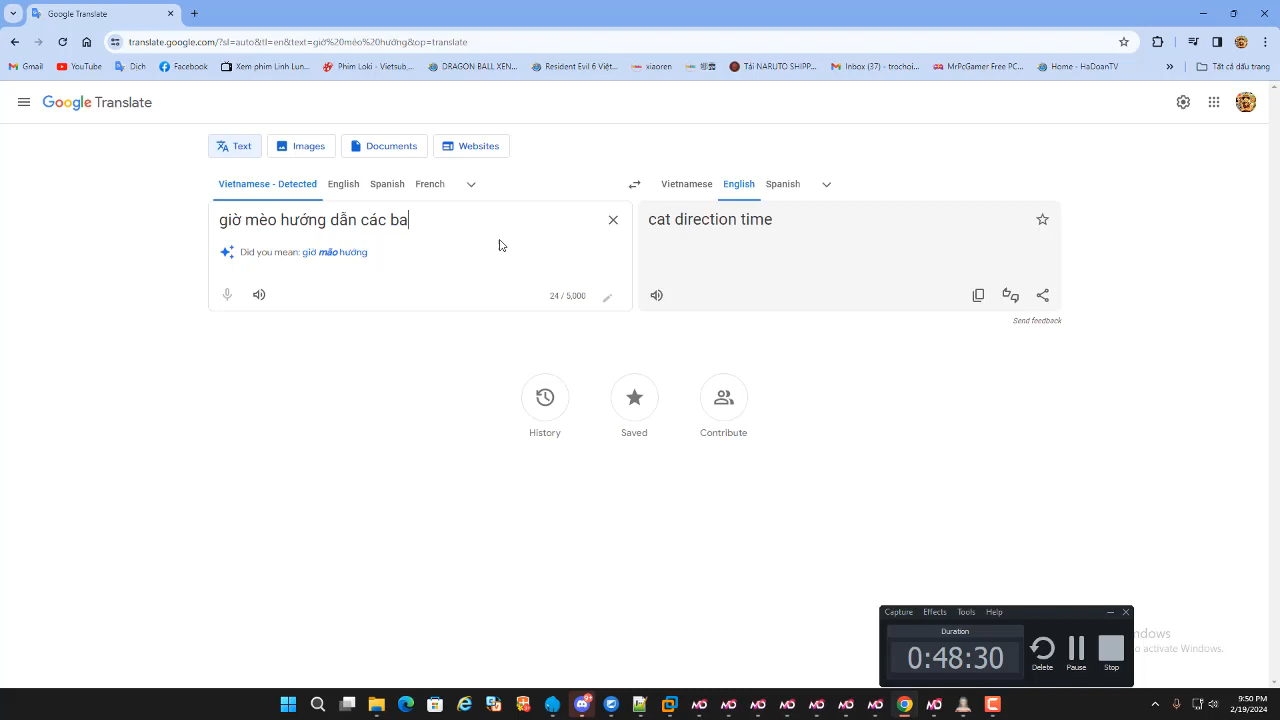 Google Translate
translate.google.com/?sl=auto&tl=en&text=giờ%20mèo%20hướng&op=translate
Gmail YouTube Dịch Facebook Xem phim Linh Lun... Phim Loki - Vietsub,... DRAGON BALL XEN... Resident Evil 6 Việt... xiaoren Tải NARUTO SHIPP... Inbox (37) - trochoi... MrPcGamer Free PC... Home - HaDoanTV Tất cả dấu trang
Google Translate
Text Images Documents Websites
Vietnamese - Detected English Spanish French Vietnamese English Spanish
giờ mèo hướng dẫn các ba
cat direction time
Did you mean: giờ mão hướng
24 / 5,000
Send feedback
History Saved Contribute
Capture Effects Tools Help
Duration
0:48:30
Delete Pause Stop
ndows
o activate Windows.
9:50 PM
2/19/2024